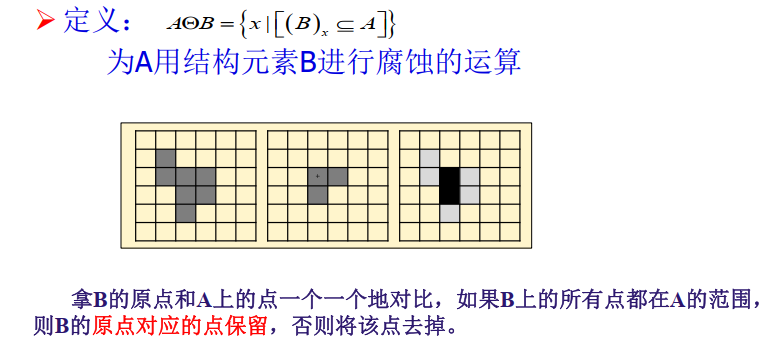 定义： AΘB = {x | [(B)ₓ ⊆ A]}
为A用结构元素B进行腐蚀的运算
+
拿B的原点和A上的点一个一个地对比，如果B上的所有点都在A的范围，
则B的原点对应的点保留，否则将该点去掉。